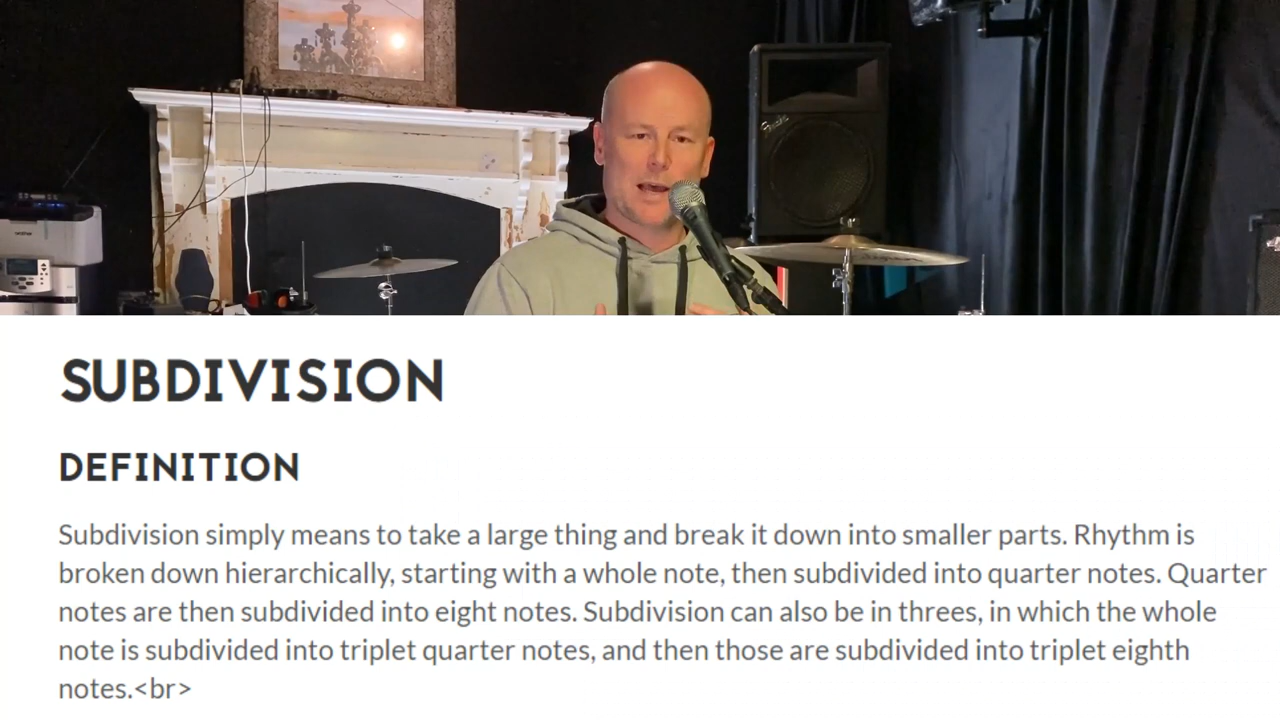 SUBDIVISION
DEFINITION
Subdivision simply means to take a large thing and break it down into smaller parts. Rhythm is
broken down hierarchically, starting with a whole note, then subdivided into quarter notes. Quarter
notes are then subdivided into eight notes. Subdivision can also be in threes, in which the whole
note is subdivided into triplet quarter notes, and then those are subdivided into triplet eighth
notes.<br>